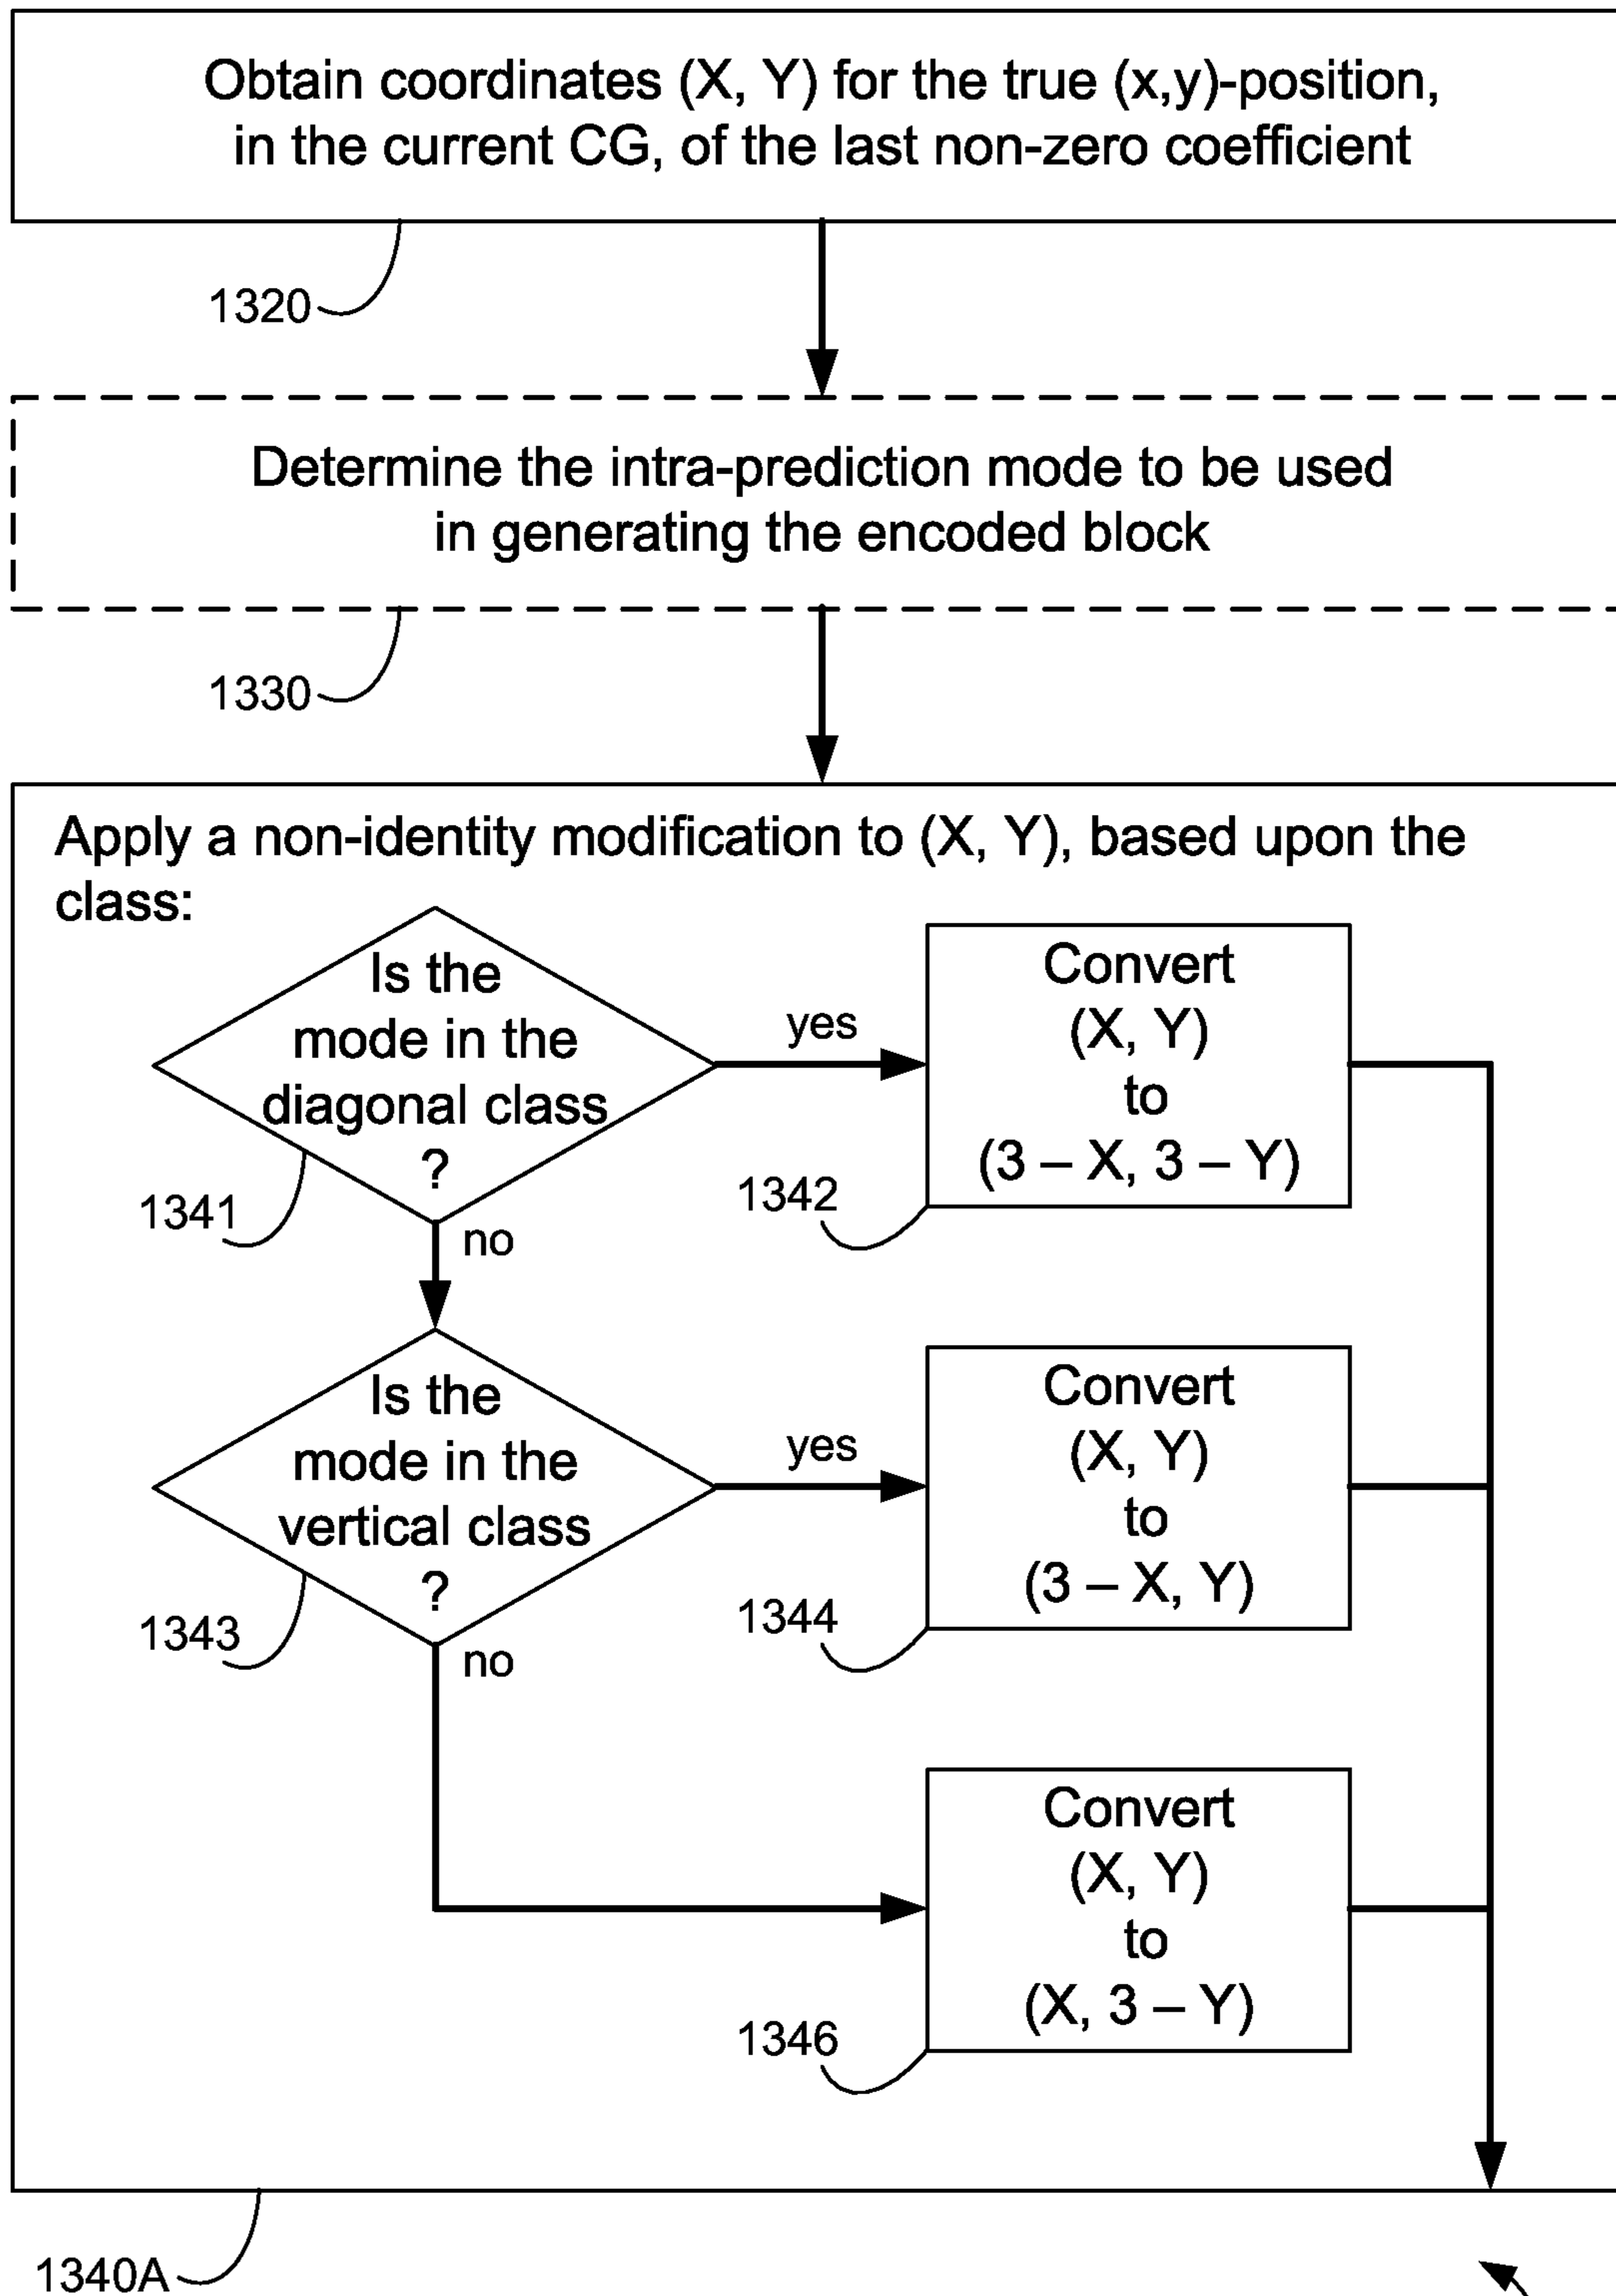 Obtain coordinates (X, Y) for the true (x,y)-position,
in the current CG, of the last non-zero coefficient
1320
Determine the intra-prediction mode to be used
in generating the encoded block
1330
Apply a non-identity modification to (X, Y), based upon the
class:
Is the
mode in the
diagonal class
?
1341
yes
no
Convert
(X, Y)
to
(3 – X, 3 – Y)
1342
Is the
mode in the
vertical class
?
1343
yes
no
Convert
(X, Y)
to
(3 – X, Y)
1344
Convert
(X, Y)
to
(X, 3 – Y)
1346
1340A